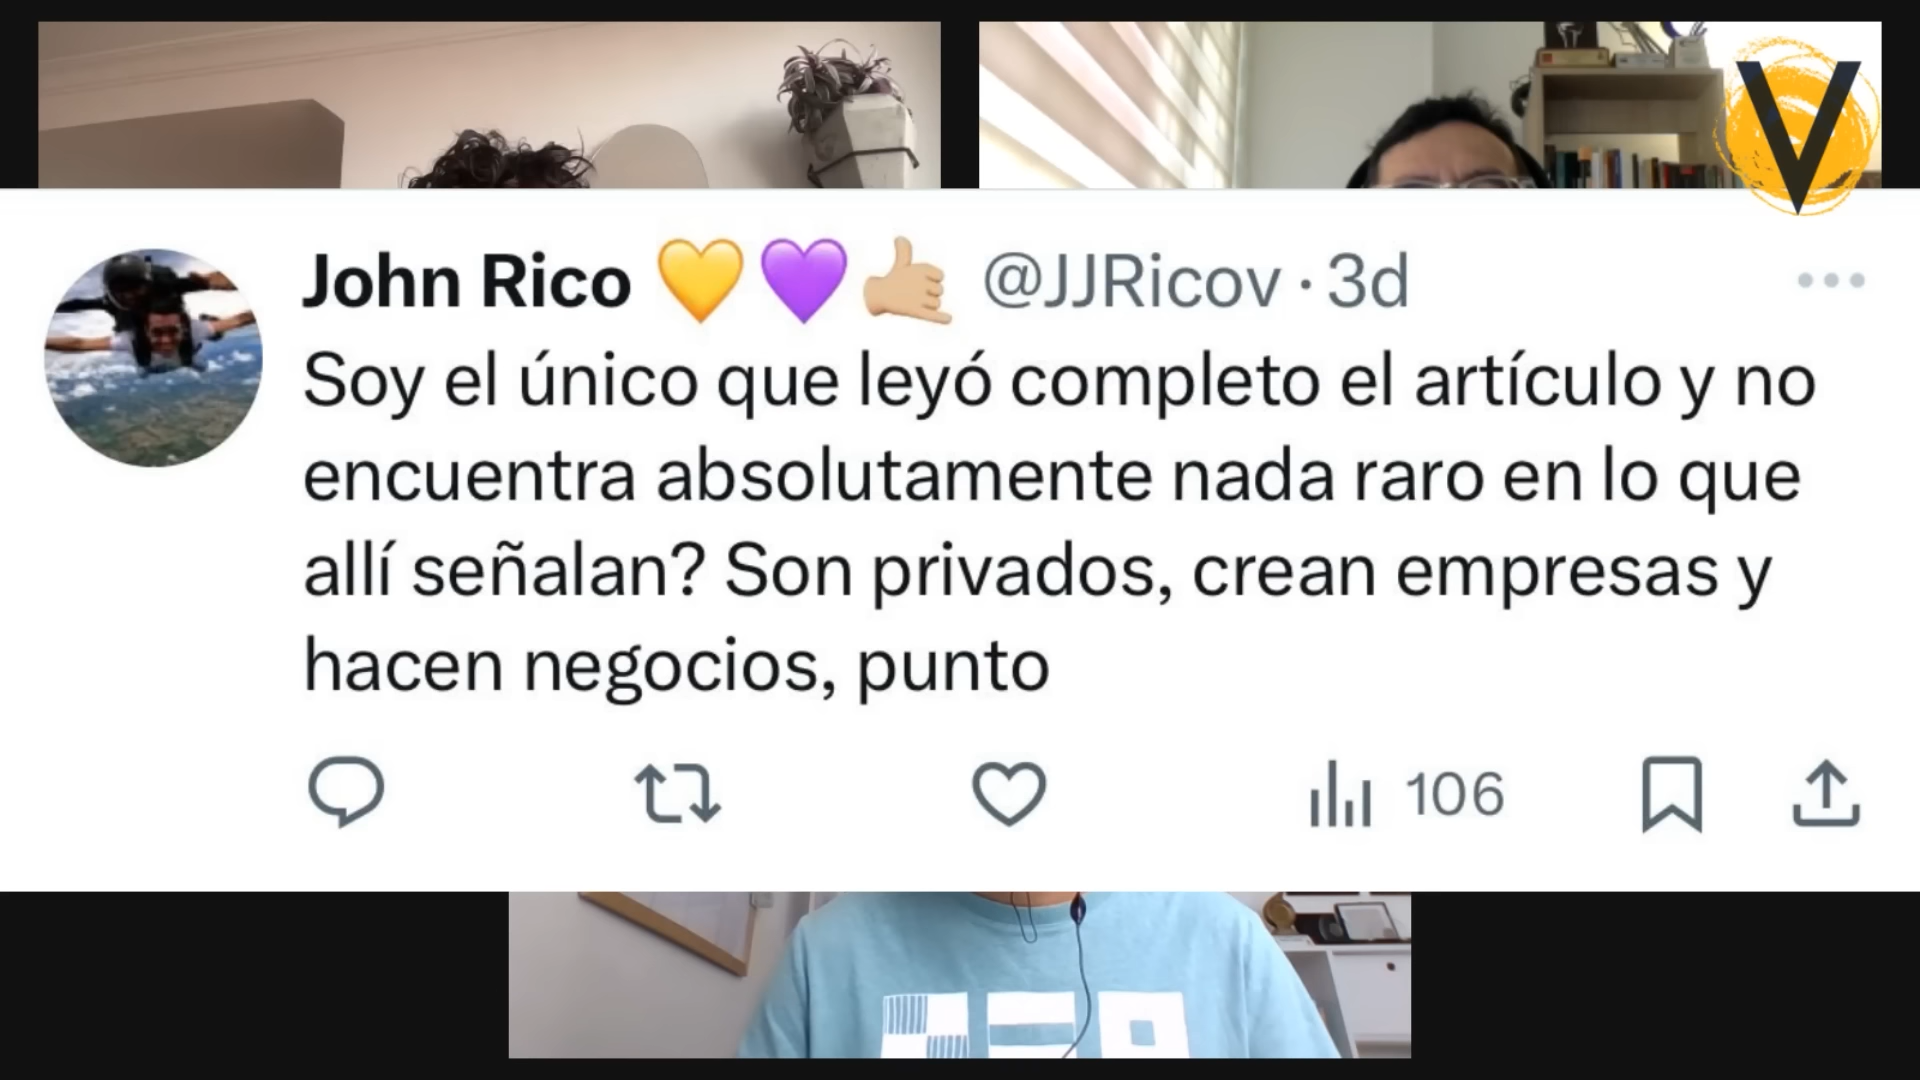 V
John Rico 💛💜🤙🏼 @JJRicov · 3d
Soy el único que leyó completo el artículo y no
encuentra absolutamente nada raro en lo que
allí señalan? Son privados, crean empresas y
hacen negocios, punto
106